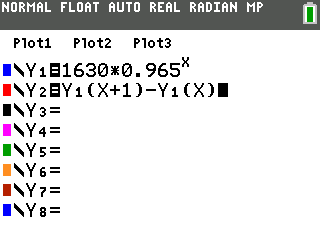 NORMAL FLOAT AUTO REAL RADIAN MP
Plot1 Plot2 Plot3
\Y₁=1630*0.965ˣ
\Y₂=Y₁(X+1)-Y₁(X)
\Y₃=
\Y₄=
\Y₅=
\Y₆=
\Y₇=
\Y₈=